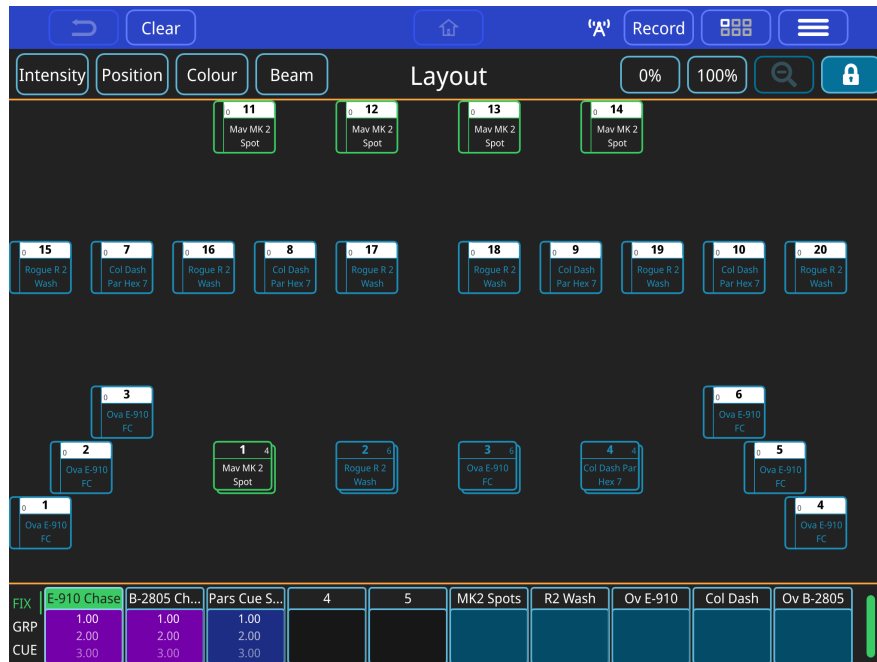 Clear
"A"
Record
Intensity Position Colour Beam Layout 0% 100%
0 11 0 12 0 13 0 14
Mav MK 2 Mav MK 2 Mav MK 2 Mav MK 2
Spot Spot Spot Spot
0 15 0 7 0 16 0 8 0 17 0 18 0 9 0 19 0 10 0 20
Rogue R 2 Col Dash Rogue R 2 Col Dash Rogue R 2 Rogue R 2 Col Dash Rogue R 2 Col Dash Rogue R 2
Wash Par Hex 7 Wash Par Hex 7 Wash Wash Par Hex 7 Wash Par Hex 7 Wash
0 3 0 6
Ova E-910 Ova E-910
FC FC
0 2 1 4 2 6 3 6 4 4 0 5
Ova E-910 Mav MK 2 Rogue R 2 Ova E-910 Col Dash Par Ova E-910
FC Spot Wash FC Hex 7 FC
0 1 0 4
Ova E-910 Ova E-910
FC FC
FIX E-910 Chase B-2805 Ch... Pars Cue S... 4 5 MK2 Spots R2 Wash Ov E-910 Col Dash Ov B-2805
GRP 1.00 1.00 1.00
2.00 2.00 2.00
CUE 3.00 3.00 3.00